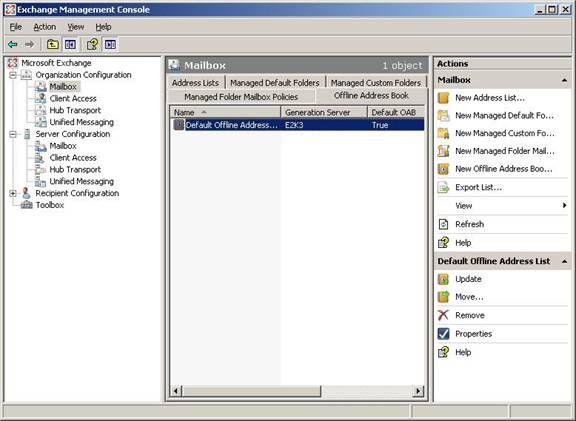 Exchange Management Console
File Action View Help
Microsoft Exchange
Organization Configuration
Mailbox
Client Access
Hub Transport
Unified Messaging
Server Configuration
Mailbox
Client Access
Hub Transport
Unified Messaging
Recipient Configuration
Toolbox
Mailbox 1 object
Address Lists Managed Default Folders Managed Custom Folders
Managed Folder Mailbox Policies Offline Address Book
Name Generation Server Default OAB
Default Offline Address... E2K3 True
Actions
Mailbox
New Address List...
New Managed Default Fo...
New Managed Custom Fo...
New Managed Folder Mail...
New Offline Address Boo...
Export List...
View
Refresh
Help
Default Offline Address List
Update
Move...
Remove
Properties
Help